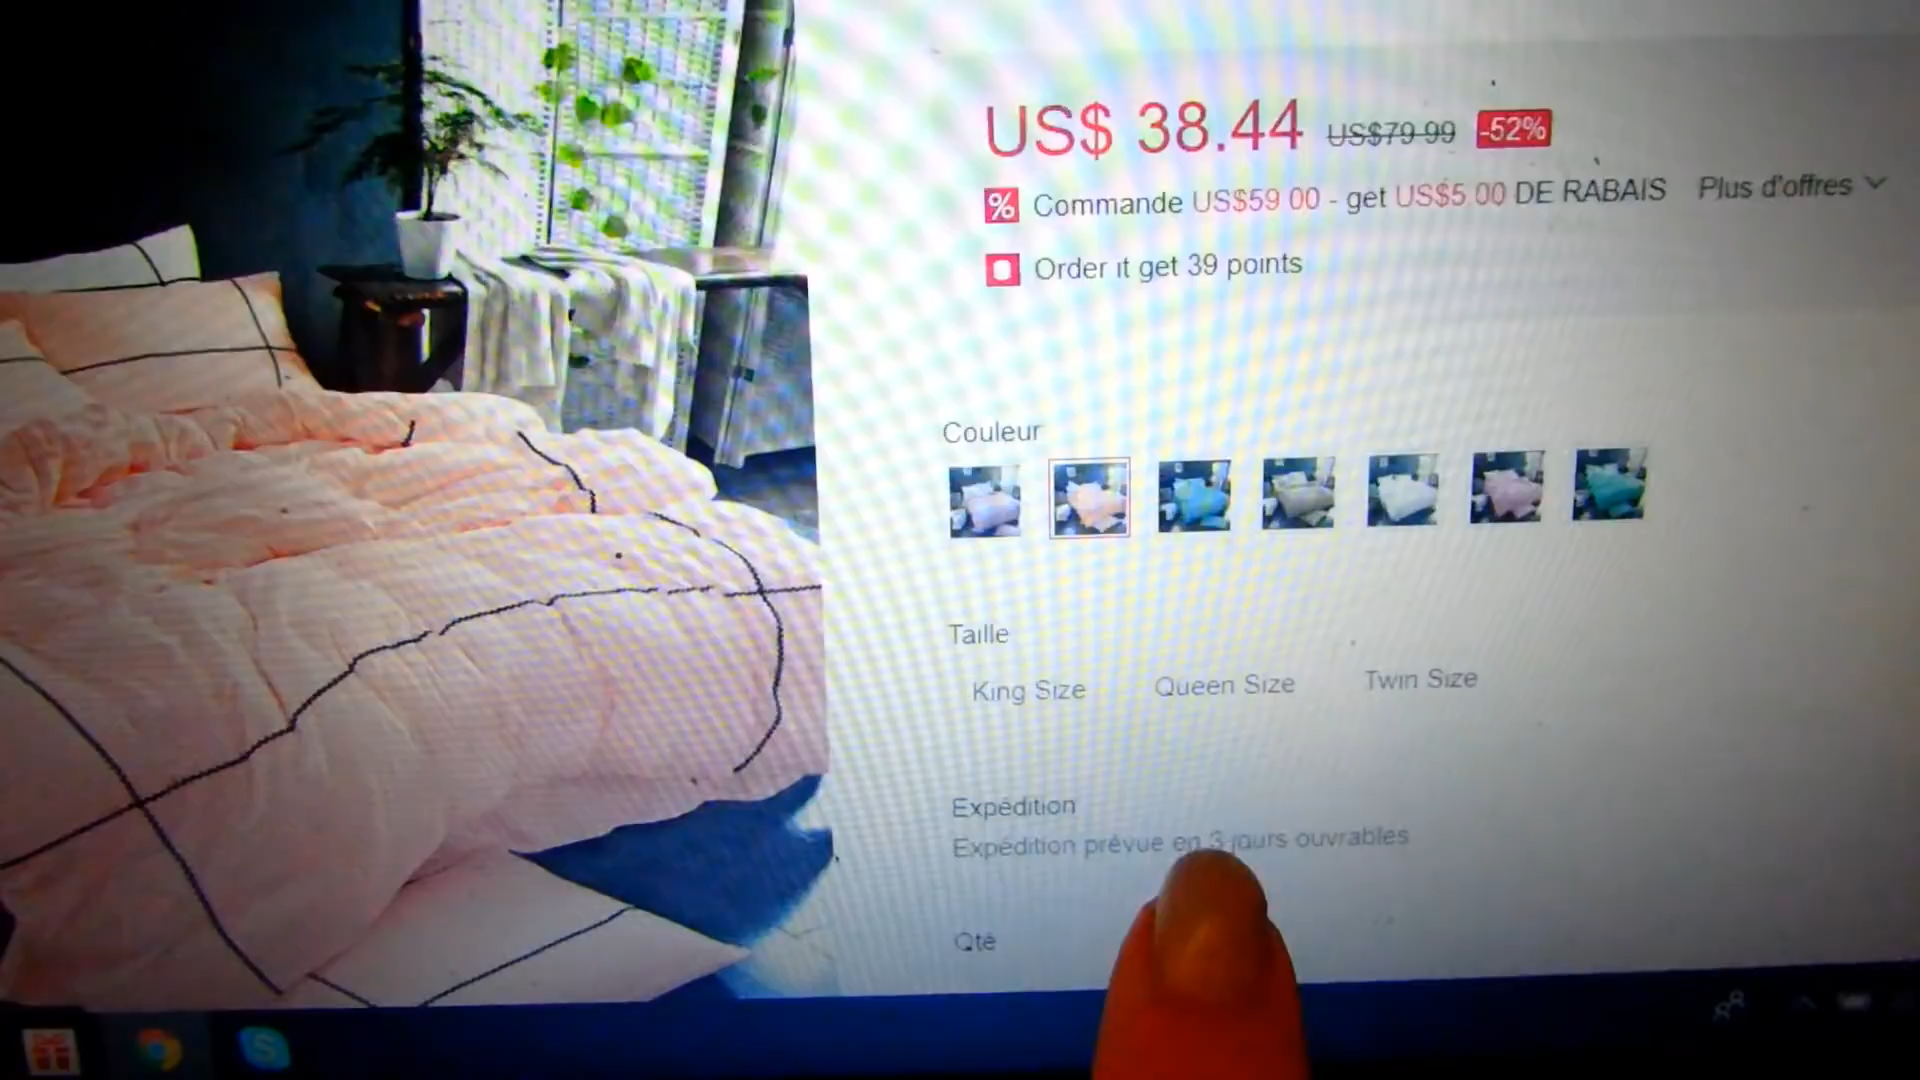 US$ 38.44 US$79.99 -52%
% Commande US$59.00 - get US$5.00 DE RABAIS Plus d'offres
Order it get 39 points
Couleur
Taille
King Size Queen Size Twin Size
Expédition
Expédition prévue en 3 jours ouvrables
Qté